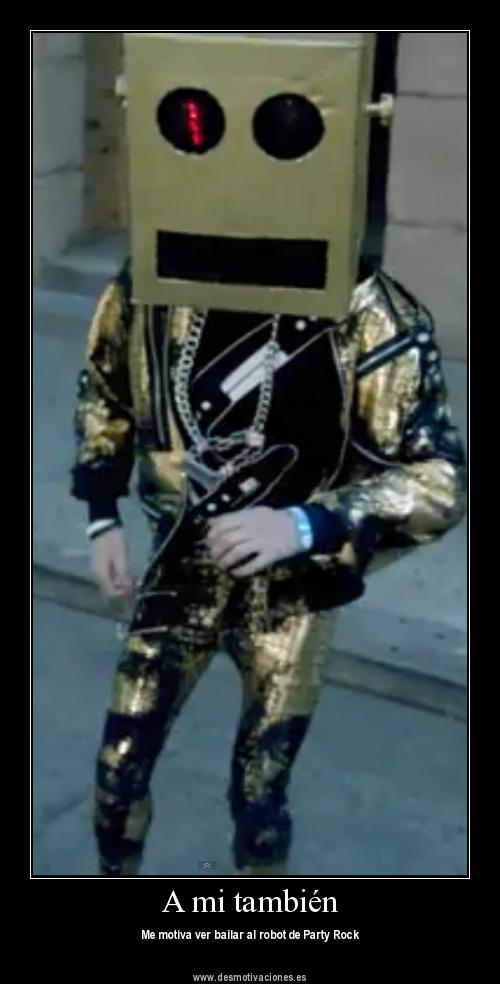 A mi también
Me motiva ver bailar al robot de Party Rock
www.desmotivaciones.es